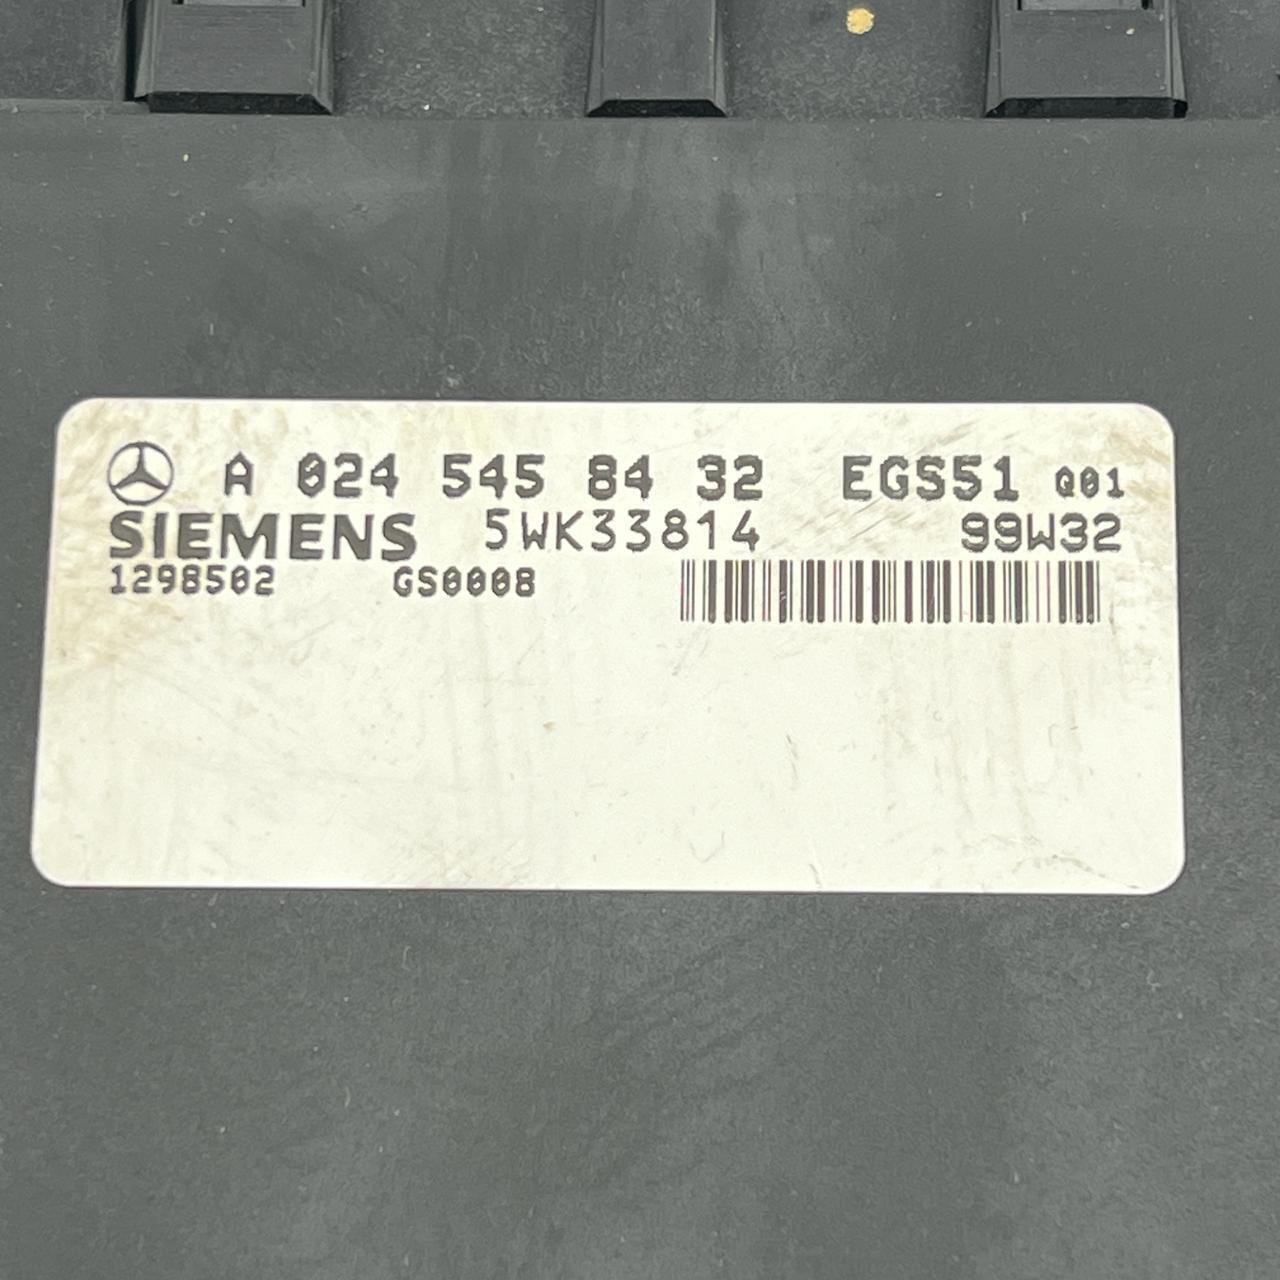 A 024 545 84 32 EGS51 Q01
SIEMENS 5WK33814 99W32
1298502 GS0008